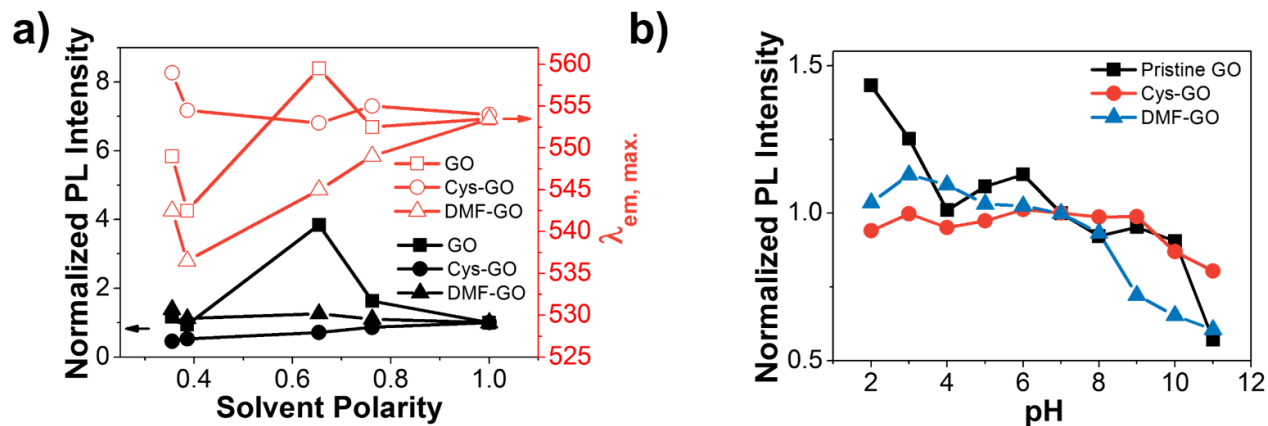 a)
Normalized PL Intensity
8
6
4
2
0
0.4
0.6
0.8
1.0
Solvent Polarity
560
555
550
545
540
535
530
525
λem, max.
GO
Cys-GO
DMF-GO
GO
Cys-GO
DMF-GO
b)
Normalized PL Intensity
1.5
1.0
0.5
2
4
6
8
10
12
pH
Pristine GO
Cys-GO
DMF-GO